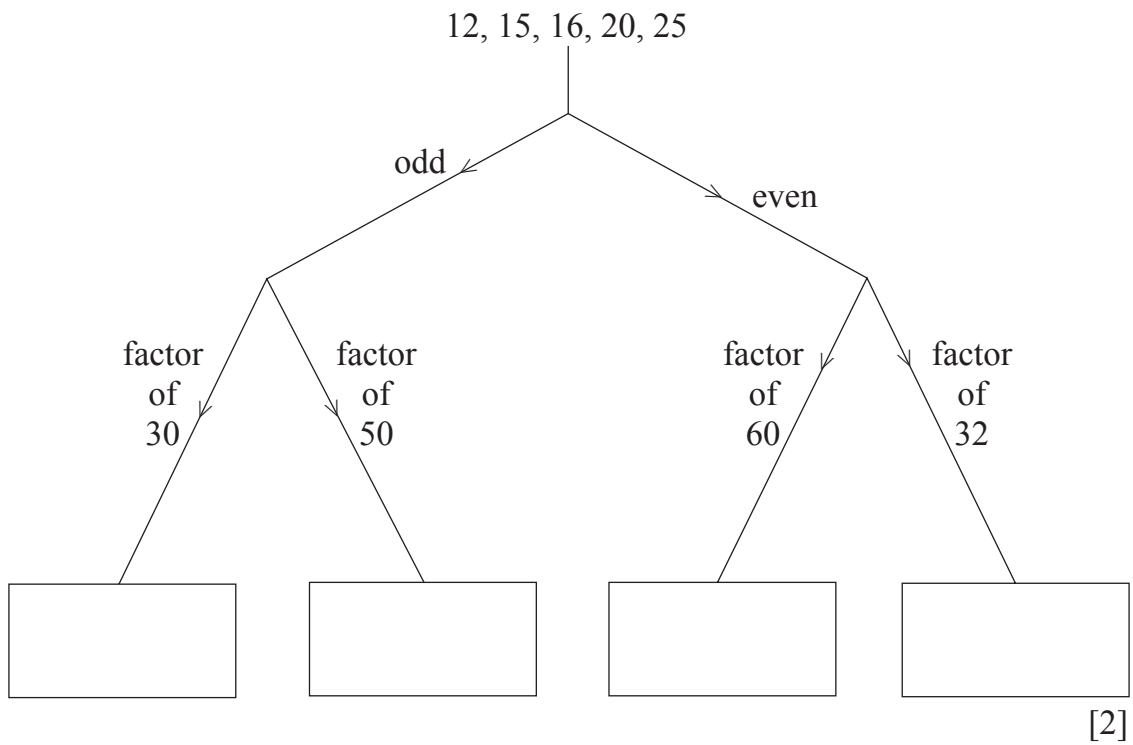 12, 15, 16, 20, 25
odd
even
factor
of
30
factor
of
50
factor
of
60
factor
of
32
[2]